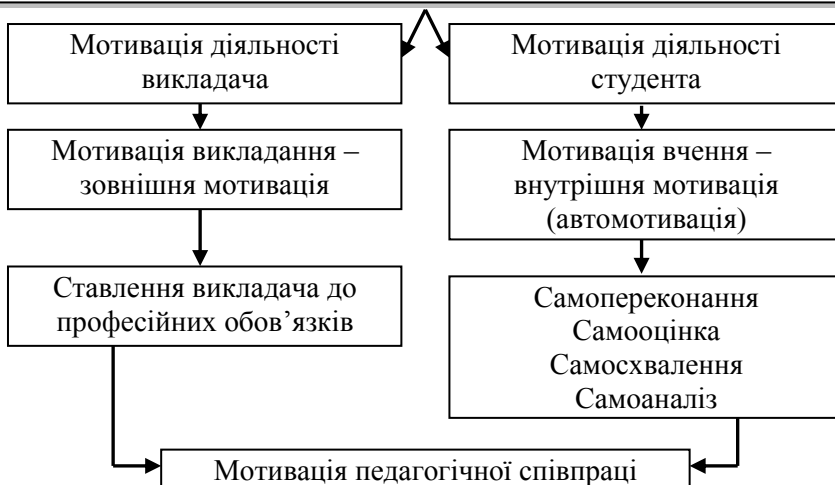 Мотивація діяльності
викладача
Мотивація діяльності
студента
Мотивація викладання –
зовнішня мотивація
Мотивація вчення –
внутрішня мотивація
(автомотивація)
Ставлення викладача до
професійних обов’язків
Самопереконання
Самооцінка
Самосхвалення
Самоаналіз
Мотивація педагогічної співпраці